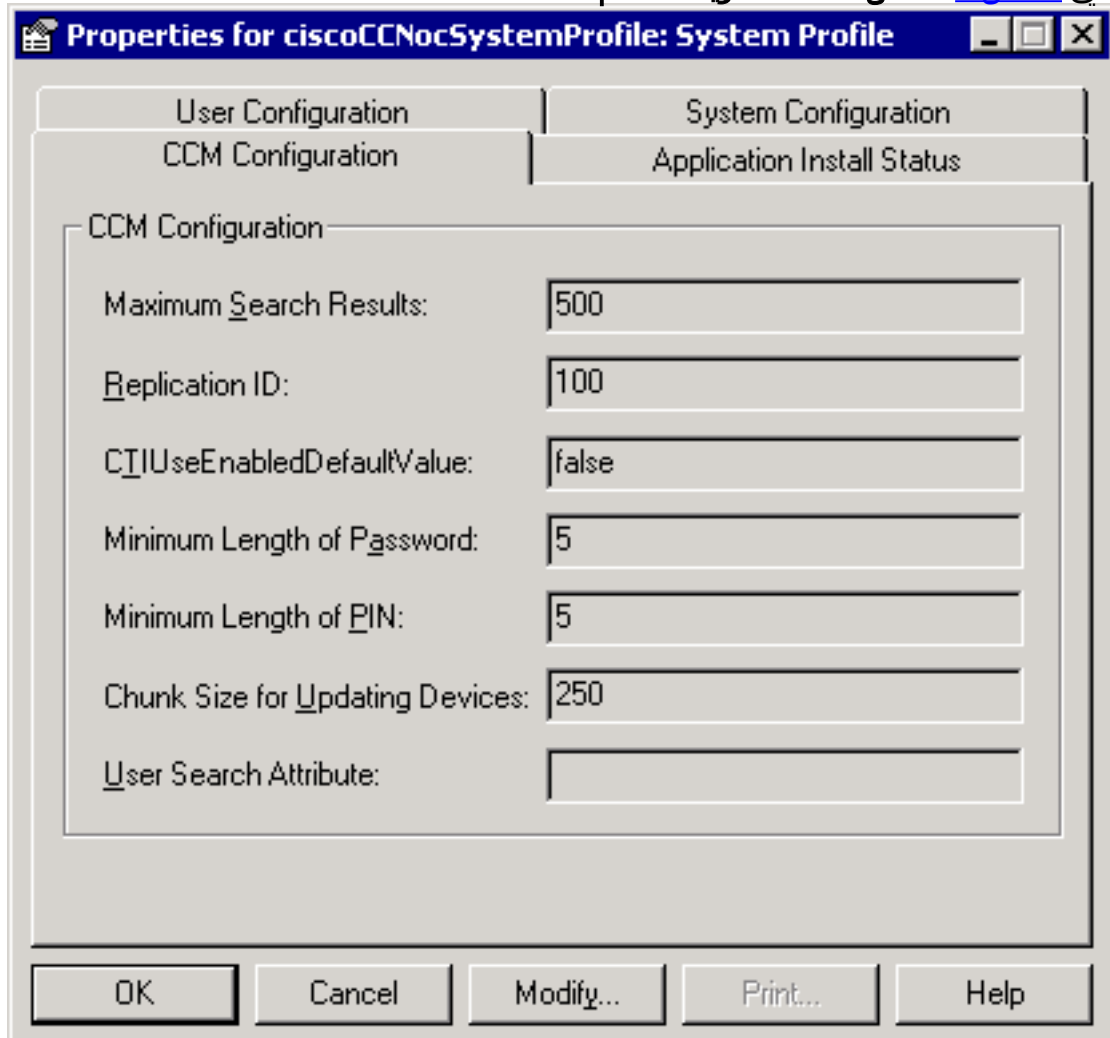 Properties for ciscoCCNocSystemProfile: System Profile
User Configuration
System Configuration
CCM Configuration
Application Install Status
CCM Configuration
Maximum Search Results: 500
Replication ID: 100
CTIUseEnabledDefaultValue: false
Minimum Length of Password: 5
Minimum Length of PIN: 5
Chunk Size for Updating Devices: 250
User Search Attribute:
OK Cancel Modify... Print... Help